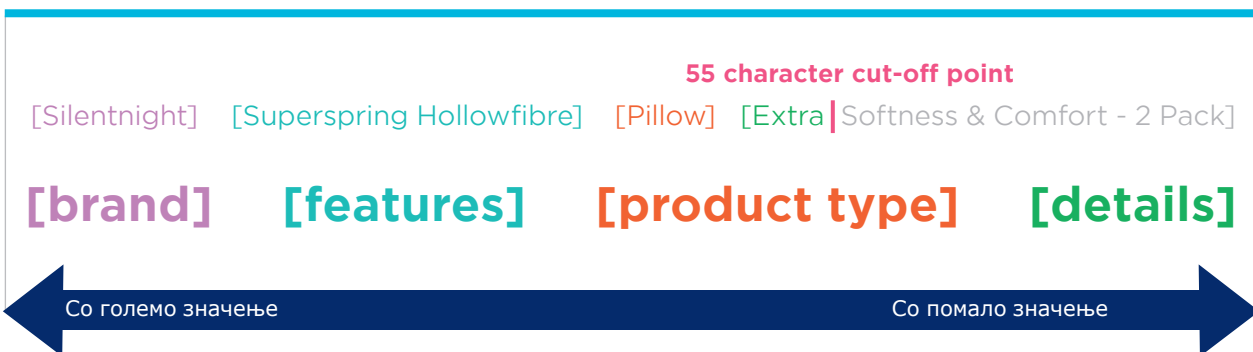 55 character cut-off point
[Silentnight] [Superspring Hollowfibre] [Pillow] [Extra Softness & Comfort - 2 Pack]
[brand] [features] [product type] [details]
Со големо значење Со помало значење